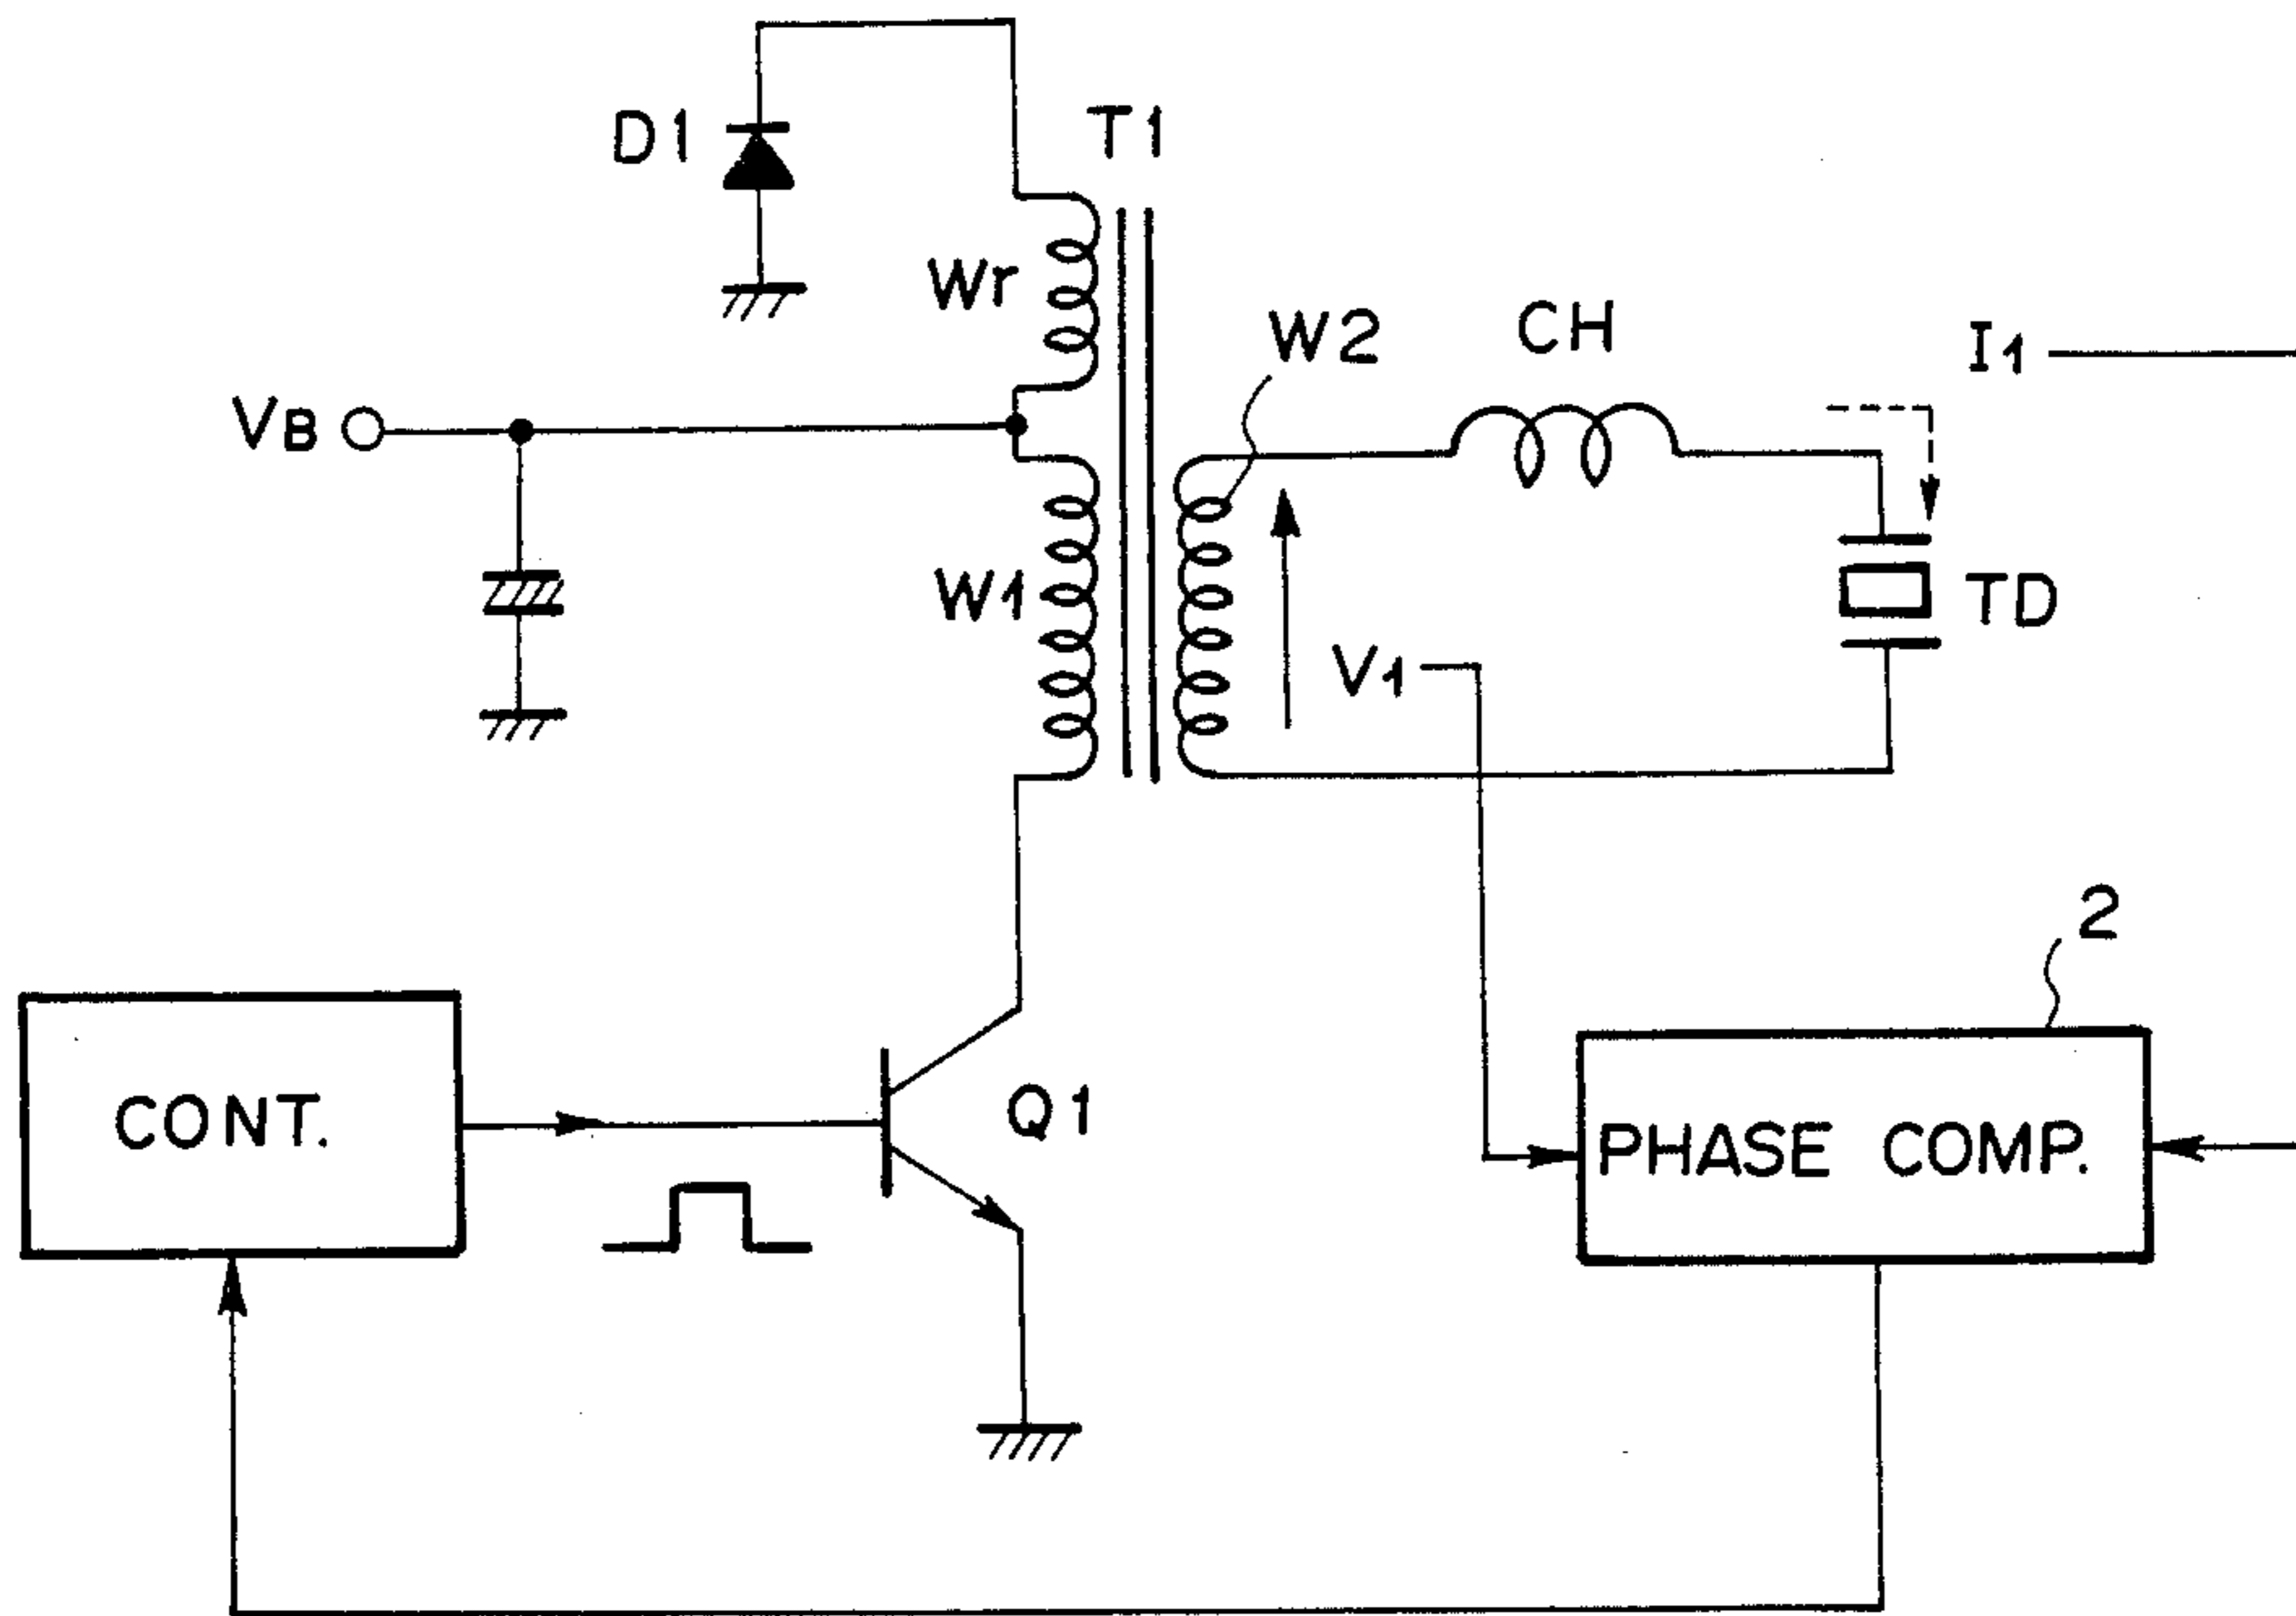 D1
T1
Wr
W2
CH
I1
VB
W1
TD
V1
2
CONT.
Q1
PHASE COMP.